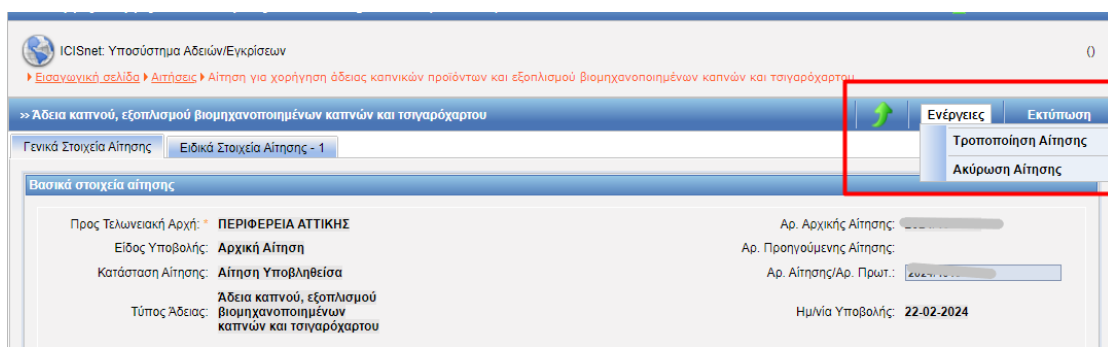 ICISnet: Υποσύστημα Αδειών/Εγκρίσεων
()
Εισαγωγική σελίδα Αιτήσεις Αίτηση για χορήγηση άδειας καπνικών προϊόντων και εξοπλισμού βιομηχανοποιημένων καπνών και τσιγαρόχαρτου
>> Άδεια καπνού, εξοπλισμού βιομηχανοποιημένων καπνών και τσιγαρόχαρτου
Ενέργειες Εκτύπωση
Τροποποίηση Αίτησης
Ακύρωση Αίτησης
Γενικά Στοιχεία Αίτησης Ειδικά Στοιχεία Αίτησης - 1
Βασικά στοιχεία αίτησης
Προς Τελωνειακή Αρχή: * ΠΕΡΙΦΕΡΕΙΑ ΑΤΤΙΚΗΣ Αρ. Αρχικής Αίτησης:
Είδος Υποβολής: Αρχική Αίτηση Αρ. Προηγούμενης Αίτησης:
Κατάσταση Αίτησης: Αίτηση Υποβληθείσα Αρ. Αίτησης/Αρ. Πρωτ.:
Τύπος Άδειας: Άδεια καπνού, εξοπλισμού
βιομηχανοποιημένων
καπνών και τσιγαρόχαρτου
Ημ/νία Υποβολής: 22-02-2024